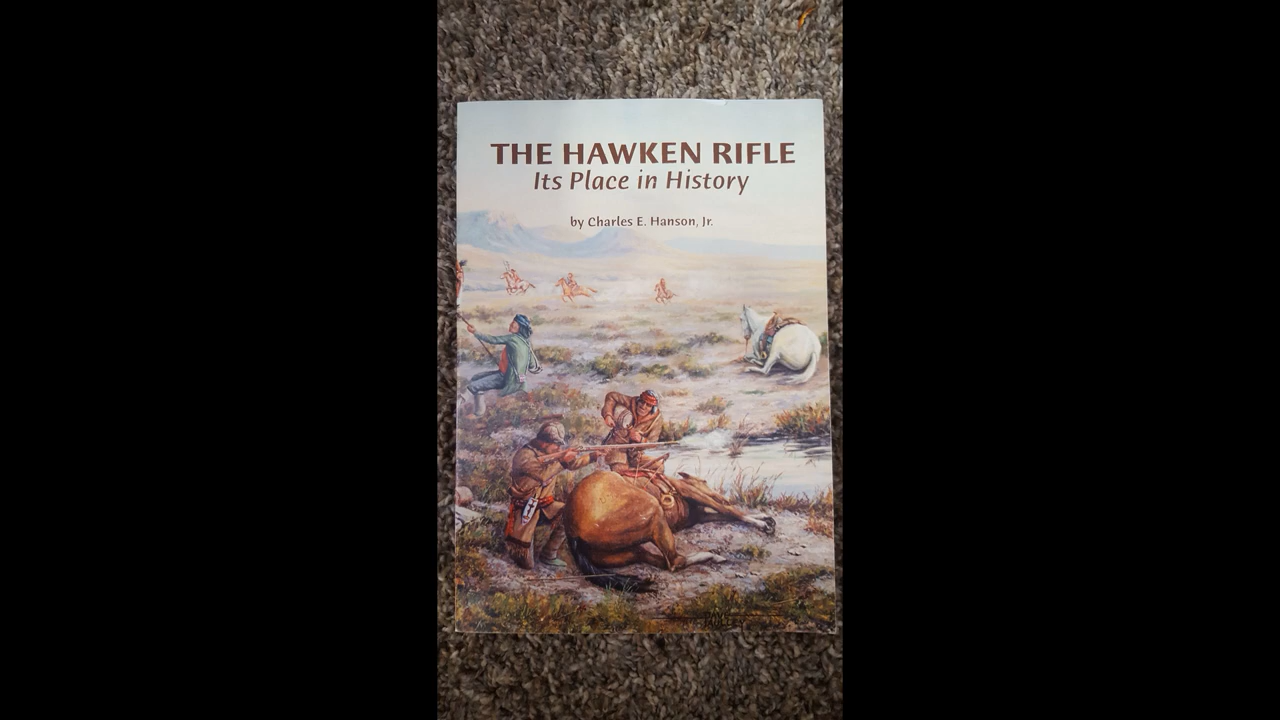 THE HAWKEN RIFLE
Its Place in History
by Charles E. Hanson, Jr.